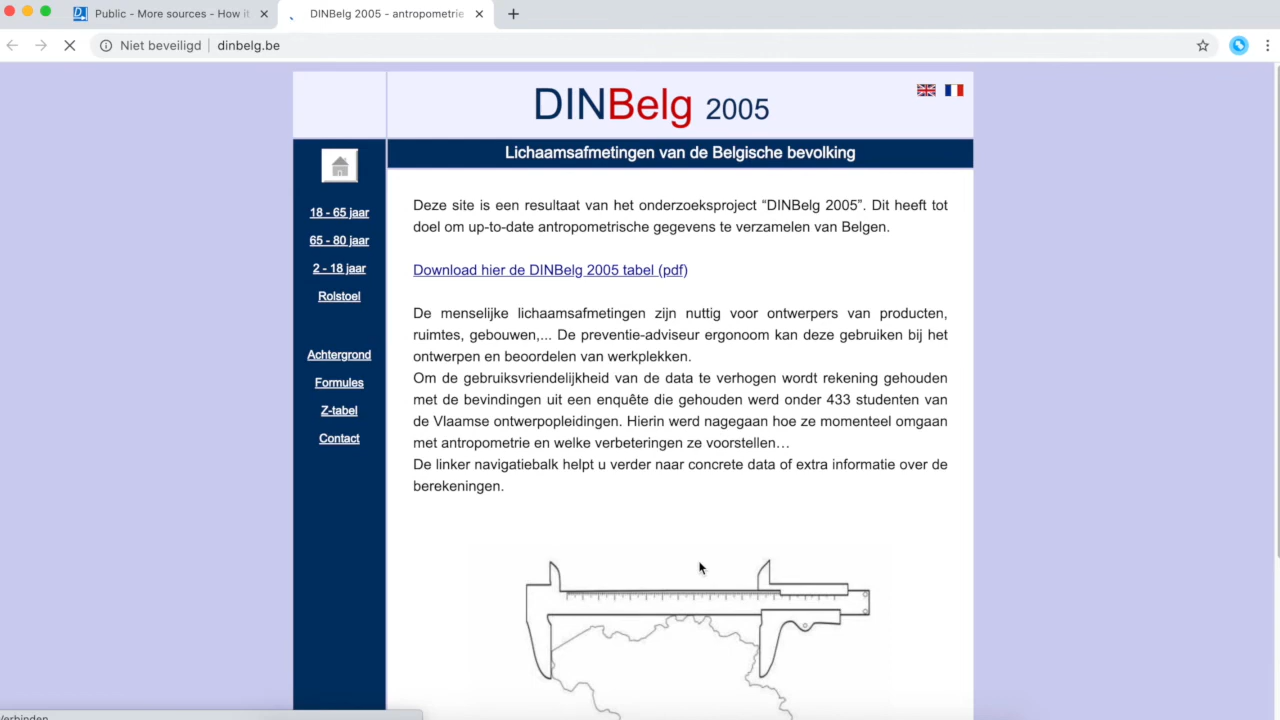 Public - More sources - How it
DINBelg 2005 - antropometrie
Niet beveiligd
dinbelg.be
DINBelg 2005
Lichaamsafmetingen van de Belgische bevolking
18 - 65 jaar
65 - 80 jaar
2 - 18 jaar
Rolstoel
Achtergrond
Formules
Z-tabel
Contact
Deze site is een resultaat van het onderzoeksproject “DINBelg 2005”. Dit heeft tot
doel om up-to-date antropometrische gegevens te verzamelen van Belgen.
Download hier de DINBelg 2005 tabel (pdf)
De menselijke lichaamsafmetingen zijn nuttig voor ontwerpers van producten,
ruimtes, gebouwen,... De preventie-adviseur ergonoom kan deze gebruiken bij het
ontwerpen en beoordelen van werkplekken.
Om de gebruiksvriendelijkheid van de data te verhogen wordt rekening gehouden
met de bevindingen uit een enquête die gehouden werd onder 433 studenten van
de Vlaamse ontwerpopleidingen. Hierin werd nagegaan hoe ze momenteel omgaan
met antropometrie en welke verbeteringen ze voorstellen…
De linker navigatiebalk helpt u verder naar concrete data of extra informatie over de
berekeningen.